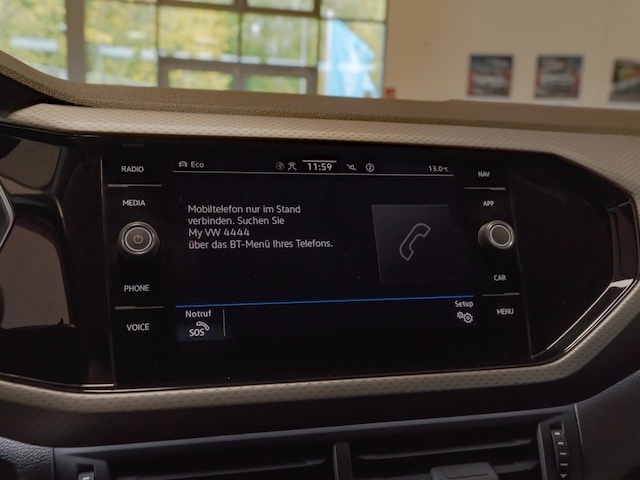 RADIO
MEDIA
PHONE
VOICE
Eco
11:59
13.0°C
Mobiltelefon nur im Stand
verbinden. Suchen Sie
My VW 4444
über das BT-Menü Ihres Telefons.
Notruf
SOS
Setup
NAV
APP
CAR
MENU